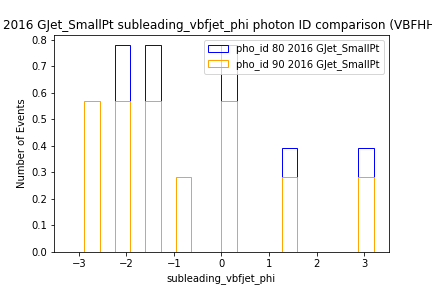 2016 GJet_SmallPt subleading_vbfjet_phi photon ID comparison (VBFHH
pho_id 80 2016 GJet_SmallPt
pho_id 90 2016 GJet_SmallPt
Number of Events
0.8
0.7
0.6
0.5
0.4
0.3
0.2
0.1
0.0
−3 −2 −1 0 1 2 3
subleading_vbfjet_phi